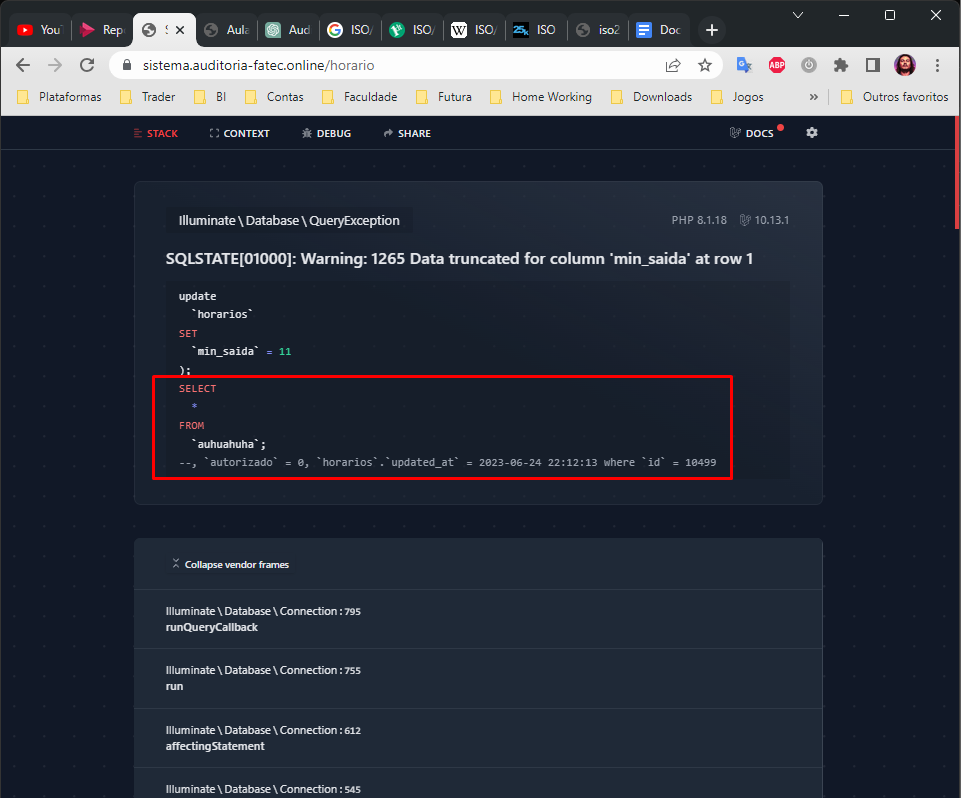 You
Rep
S
Aula
Aud
ISO/
ISO/
W
ISO/
25k
ISO
iso2
Doc
sistema.auditoria-fatec.online/horario
ABP
Plataformas
Trader
BI
Contas
Faculdade
Futura
Home Working
Downloads
Jogos
»
Outros favoritos
STACK
CONTEXT
DEBUG
SHARE
DOCS
Illuminate \ Database \ QueryException
PHP 8.1.18
10.13.1
SQLSTATE[01000]: Warning: 1265 Data truncated for column 'min_saida' at row 1
update
`horarios`
SET
`min_saida` = 11
);
SELECT
*
FROM
`auhuahuha`;
--, `autorizado` = 0, `horarios`.`updated_at` = 2023-06-24 22:12:13 where `id` = 10499
Collapse vendor frames
Illuminate \ Database \ Connection : 795
runQueryCallback
Illuminate \ Database \ Connection : 755
run
Illuminate \ Database \ Connection : 612
affectingStatement
Illuminate \ Database \ Connection : 545